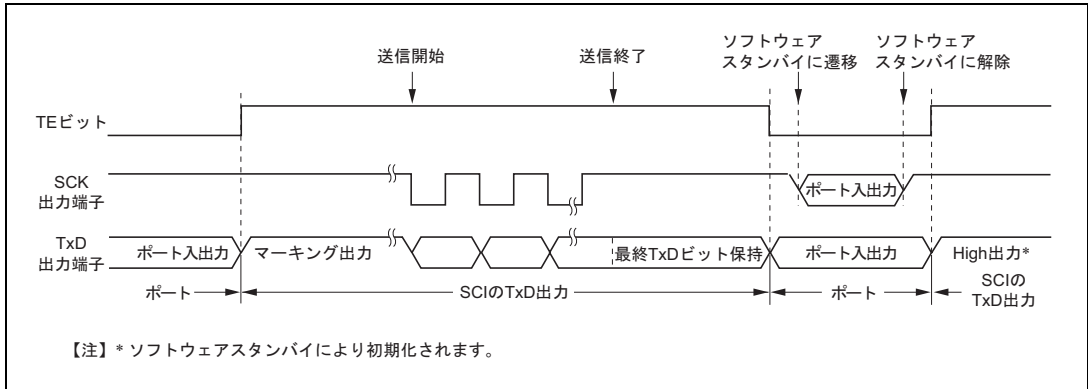 送信開始
送信終了
ソフトウェア
スタンバイに遷移
ソフトウェア
スタンバイに解除
TEビット
SCK
出力端子
ポート入出力
TxD
出力端子
ポート入出力
マーキング出力
最終TxDビット保持
ポート入出力
High出力*
ポート
SCIのTxD出力
ポート
SCIの
TxD出力
【注】* ソフトウェアスタンバイにより初期化されます。